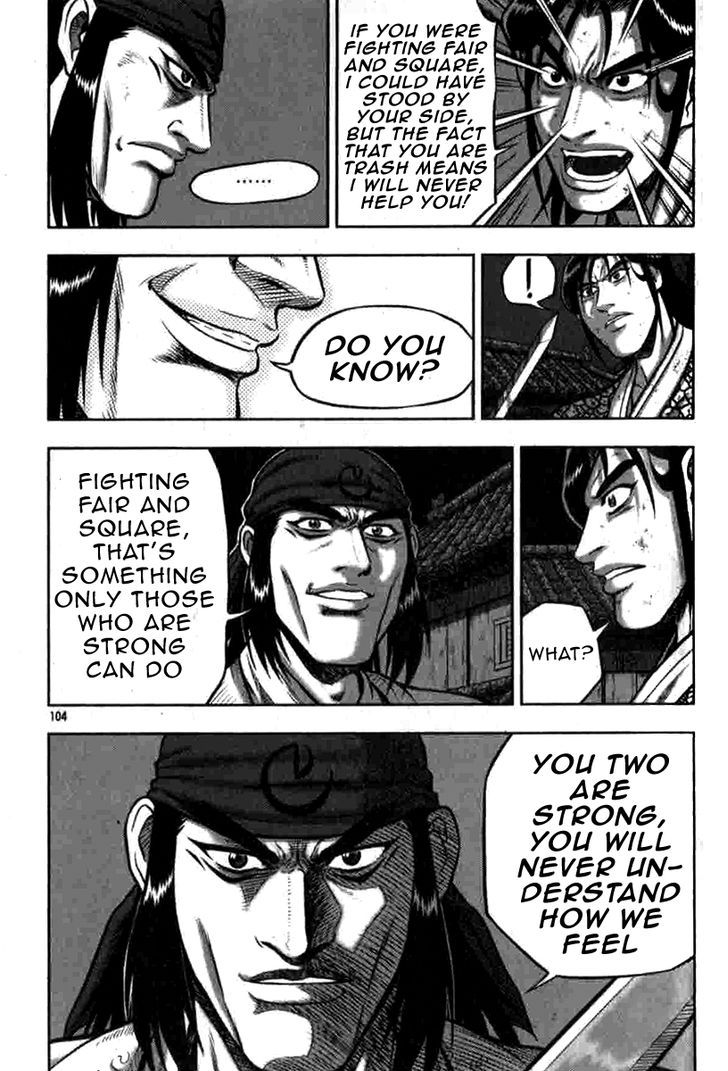 IF YOU WERE
FIGHTING FAIR
AND SQUARE,
I COULD HAVE
STOOD BY
YOUR SIDE,
BUT THE FACT
THAT YOU ARE
TRASH MEANS
I WILL NEVER
HELP YOU!
......
!
DO YOU
KNOW?
WHAT?
FIGHTING
FAIR AND
SQUARE,
THAT'S
SOMETHING
ONLY THOSE
WHO ARE
STRONG
CAN DO
104
YOU TWO
ARE
STRONG,
YOU WILL
NEVER UN-
DERSTAND
HOW WE
FEEL